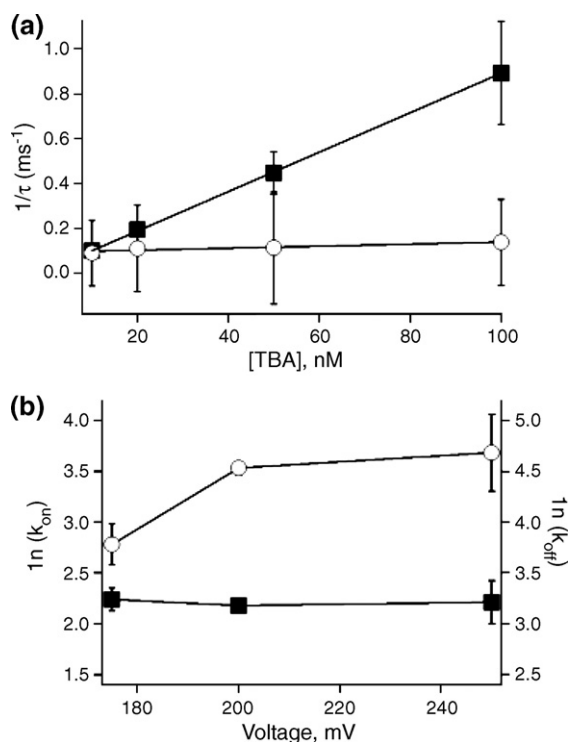 (a)
1/τ (ms-1)
1.0
0.8
0.6
0.4
0.2
0.0
20 40 60 80 100
[TBA], nM
(b)
1n (kon)
4.0 5.0
3.5 4.5
3.0 4.0
2.5 3.5
2.0 3.0
1.5 2.5
1n (koff)
180 200 220 240
Voltage, mV